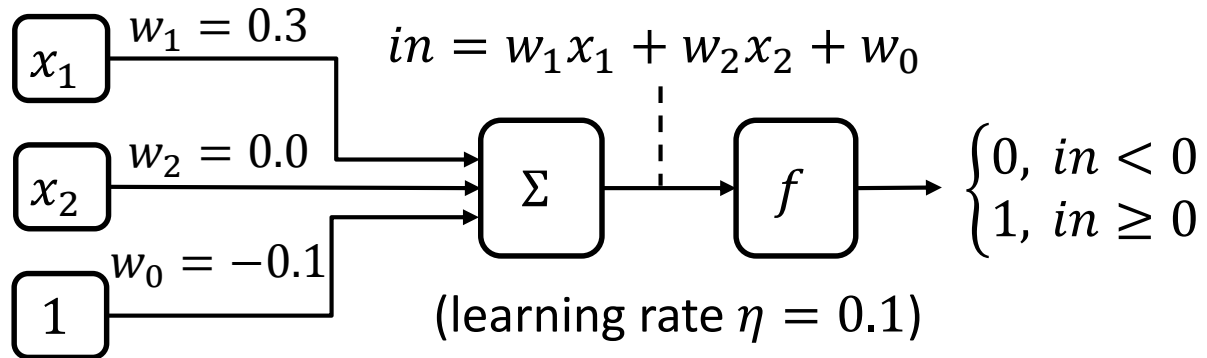 x₁
w₁ = 0.3
in = w₁x₁ + w₂x₂ + w₀
x₂
w₂ = 0.0
Σ
f
{0, in < 0
1, in ≥ 0
w₀ = −0.1
1
(learning rate η = 0.1)